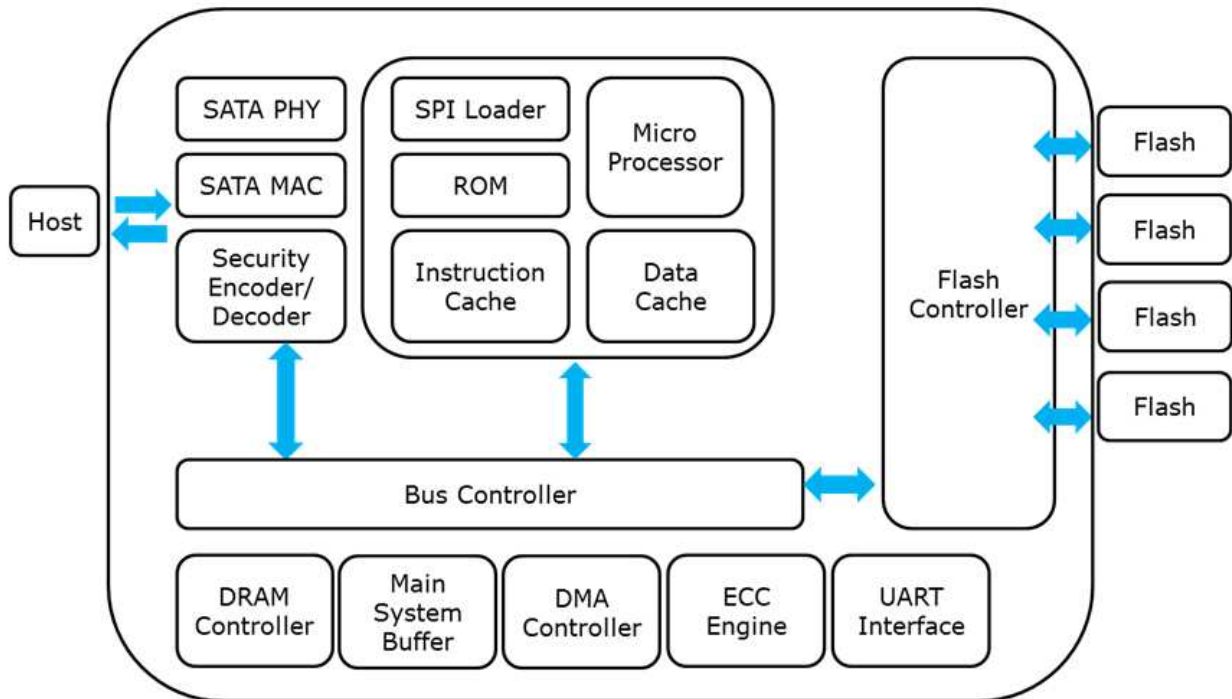 Host
SATA PHY
SATA MAC
Security
Encoder/
Decoder
SPI Loader
ROM
Instruction
Cache
Micro
Processor
Data
Cache
Bus Controller
DRAM
Controller
Main
System
Buffer
DMA
Controller
ECC
Engine
UART
Interface
Flash
Controller
Flash
Flash
Flash
Flash